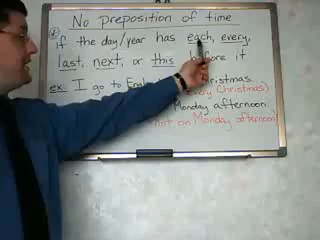 No preposition of time
If the day/year has each, every,
last, next, or this before it
ex: I go to Christmas.
Christmas)
Monday afternoon.
not on Monday afternoon)